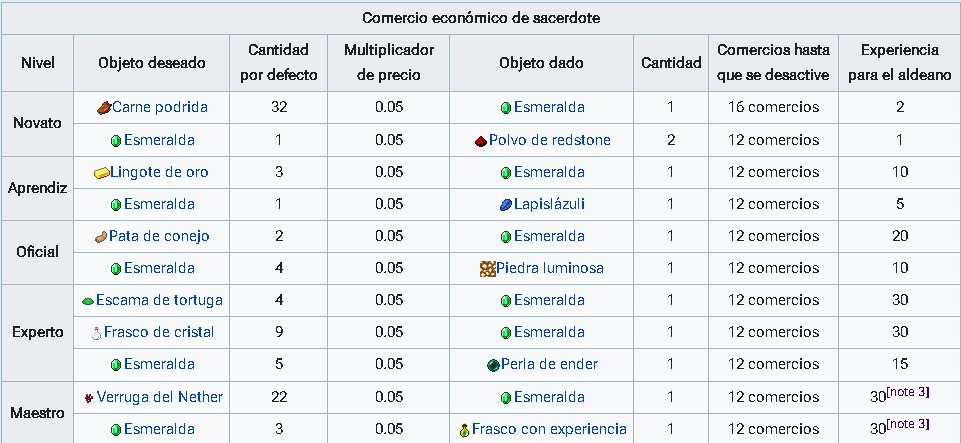 Comercio económico de sacerdote
Nivel Objeto deseado Cantidad por defecto Multiplicador de precio Objeto dado Cantidad Comercios hasta que se desactive Experiencia para el aldeano
Novato Carne podrida 32 0.05 Esmeralda 1 16 comercios 2
Esmeralda 1 0.05 Polvo de redstone 2 12 comercios 1
Aprendiz Lingote de oro 3 0.05 Esmeralda 1 12 comercios 10
Esmeralda 1 0.05 Lapislázuli 1 12 comercios 5
Oficial Pata de conejo 2 0.05 Esmeralda 1 12 comercios 20
Esmeralda 4 0.05 Piedra luminosa 1 12 comercios 10
Experto Escama de tortuga 4 0.05 Esmeralda 1 12 comercios 30
Frasco de cristal 9 0.05 Esmeralda 1 12 comercios 30
Esmeralda 5 0.05 Perla de ender 1 12 comercios 15
Maestro Verruga del Nether 22 0.05 Esmeralda 1 12 comercios 30[note 3]
Esmeralda 3 0.05 Frasco con experiencia 1 12 comercios 30[note 3]